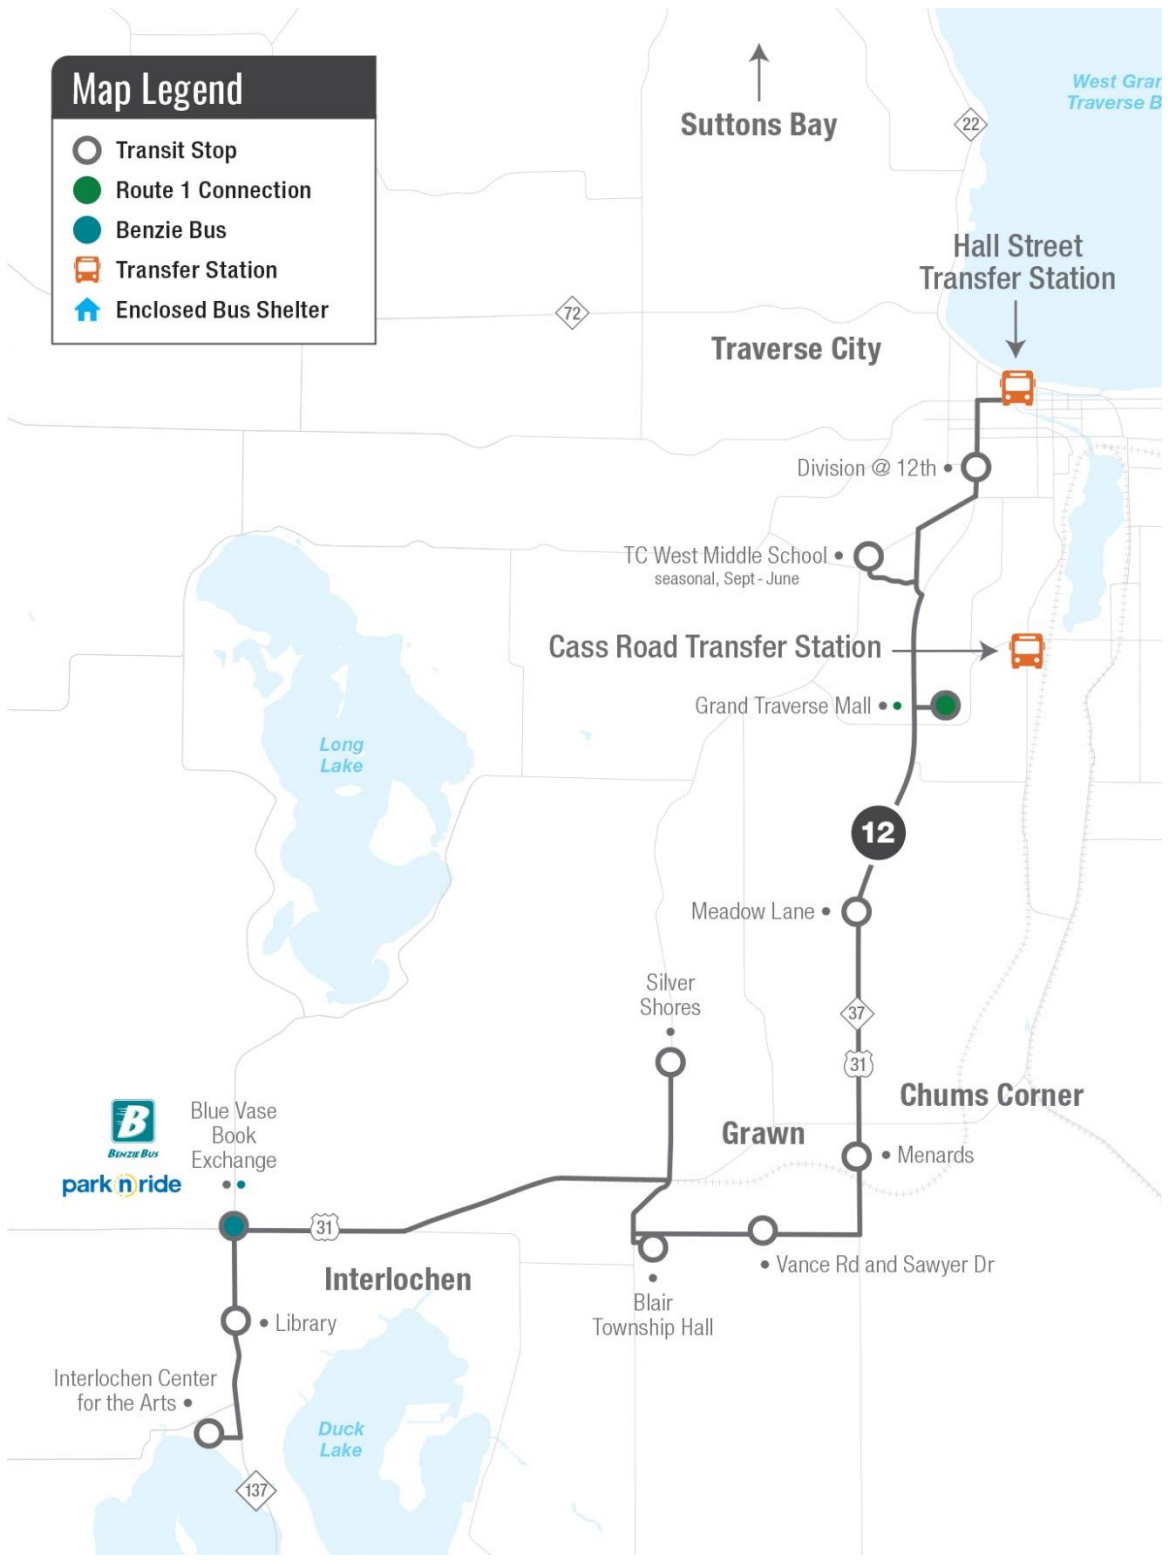 Map Legend
Transit Stop
Route 1 Connection
Benzie Bus
Transfer Station
Enclosed Bus Shelter
Suttons Bay
22
West Gran
Traverse B
Hall Street
Transfer Station
72
Traverse City
Division @ 12th
TC West Middle School
seasonal, Sept - June
Cass Road Transfer Station
Grand Traverse Mall
Long
Lake
12
Meadow Lane
Silver
Shores
37
31
Chums Corner
Grawn
Menards
B
BENZIE BUS
park n ride
Blue Vase
Book
Exchange
31
Vance Rd and Sawyer Dr
Interlochen
Blair
Township Hall
Library
Interlochen Center
for the Arts
Duck
Lake
137